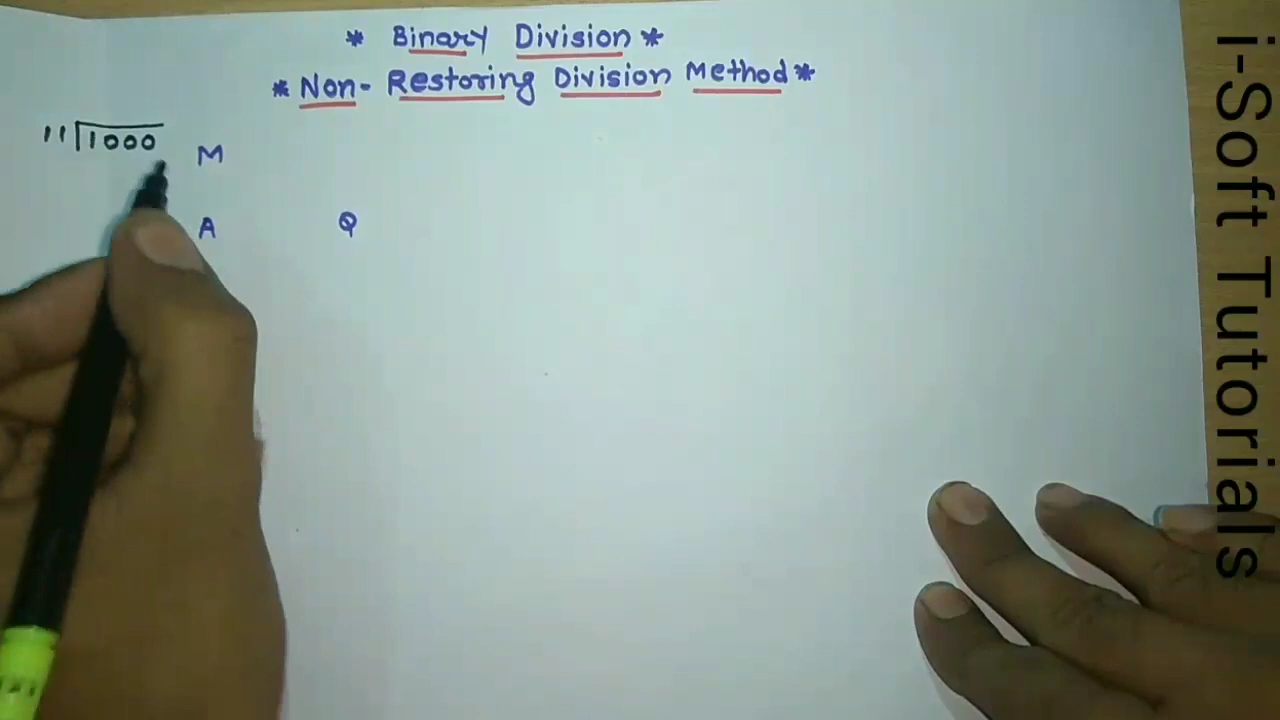 * Binary Division *
* Non- Restoring Division Method *
11 1000
M
A Q
i-Soft Tutorials